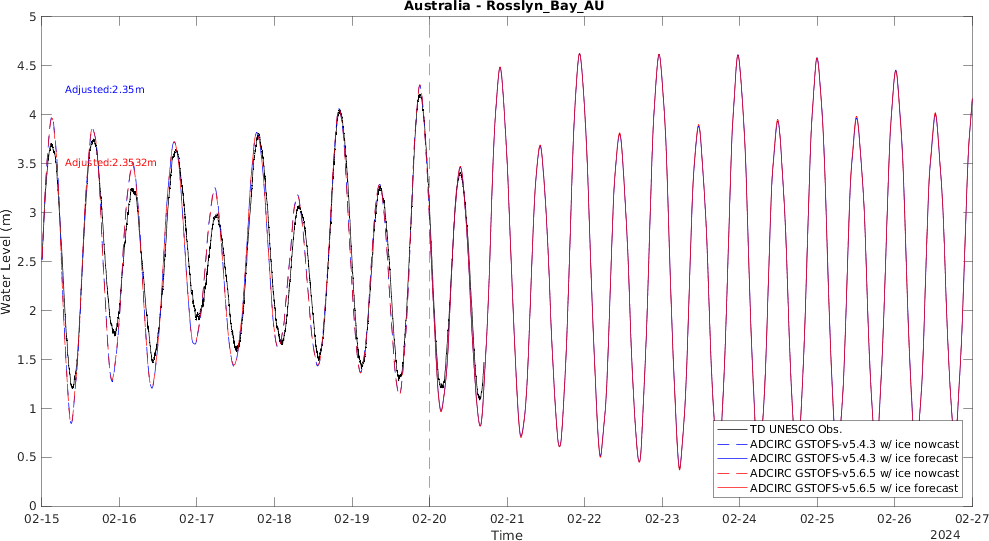 Australia - Rosslyn_Bay_AU
5
4.5
4
3.5
3
2.5
2
1.5
1
0.5
0
Water Level (m)
Adjusted:2.35m
Adjusted:2.3532m
TD UNESCO Obs.
ADCIRC GSTOFS-v5.4.3 w/ ice nowcast
ADCIRC GSTOFS-v5.4.3 w/ ice forecast
ADCIRC GSTOFS-v5.6.5 w/ ice nowcast
ADCIRC GSTOFS-v5.6.5 w/ ice forecast
02-15 02-16 02-17 02-18 02-19 02-20 02-21 02-22 02-23 02-24 02-25 02-26 02-27
Time
2024